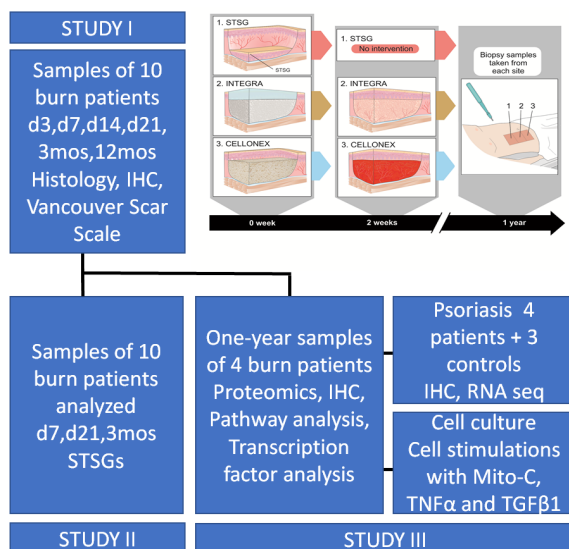 STUDY I
Samples of 10
burn patients
d3,d7,d14,d21,
3mos,12mos
Histology, IHC,
Vancouver Scar
Scale
1. STSG
STSG
2. INTEGRA
3. CELLONEX
0 week
1. STSG
No intervention
2. INTEGRA
3. CELLONEX
2 weeks
Biopsy samples
taken from
each site
1 2 3
1 year
Samples of 10
burn patients
analyzed
d7,d21,3mos
STSGs
STUDY II
One-year samples
of 4 burn patients
Proteomics, IHC,
Pathway analysis,
Transcription
factor analysis
Psoriasis 4
patients + 3
controls
IHC, RNA seq
Cell culture
Cell stimulations
with Mito-C,
TNFα and TGFβ1
STUDY III